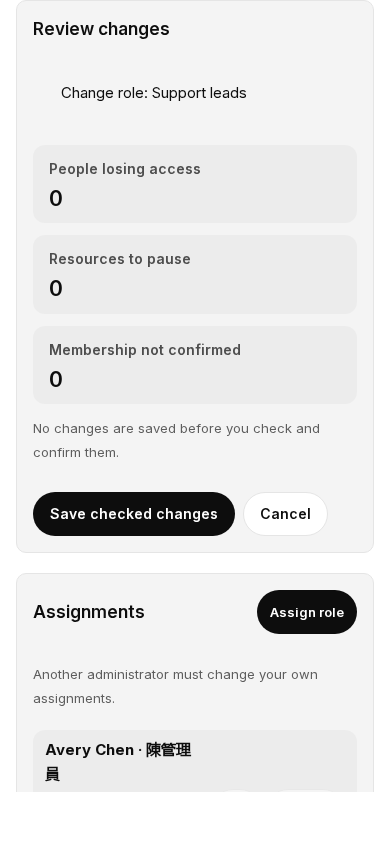 Review changes
Change role: Support leads
People losing access
0
Resources to pause
0
Membership not confirmed
0
No changes are saved before you check and
confirm them.
Save checked changes
Cancel
Assignments
Assign role
Another administrator must change your own
assignments.
Avery Chen · 陳管理
員